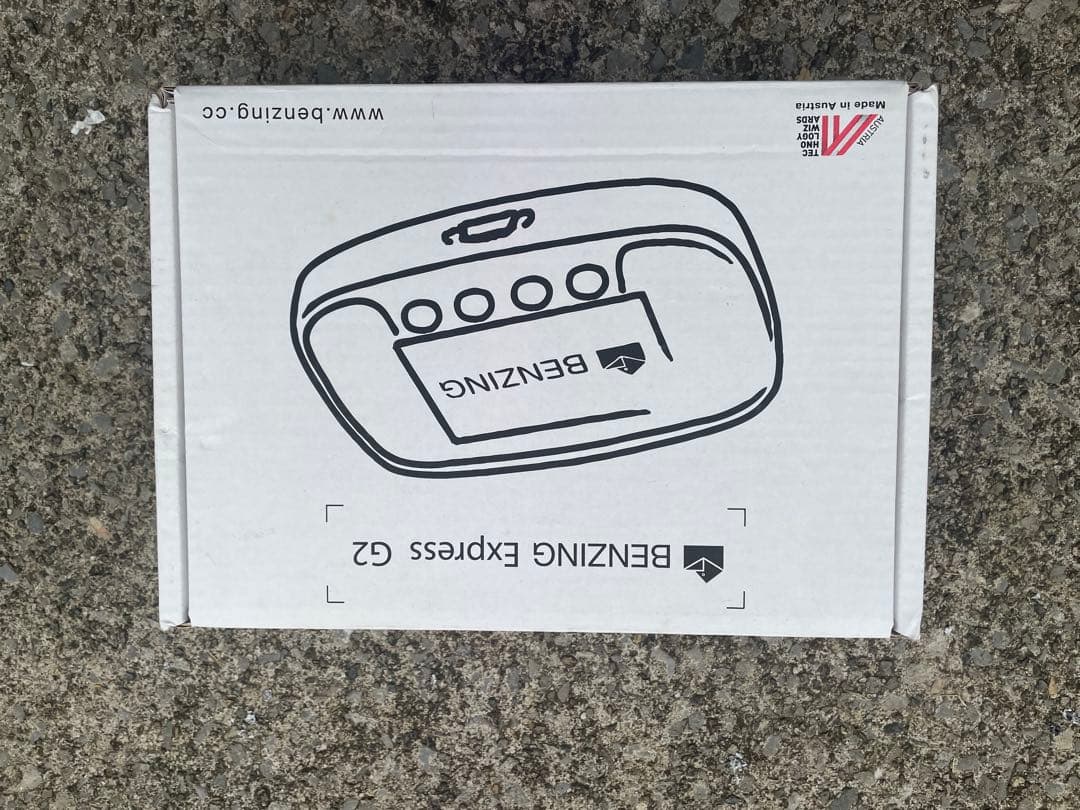 BENZING Express G2
BENZING
AUSTRIA
TEC
HNO
LOGY
WIZ
ARDS
Made in Austria
www.benzing.cc